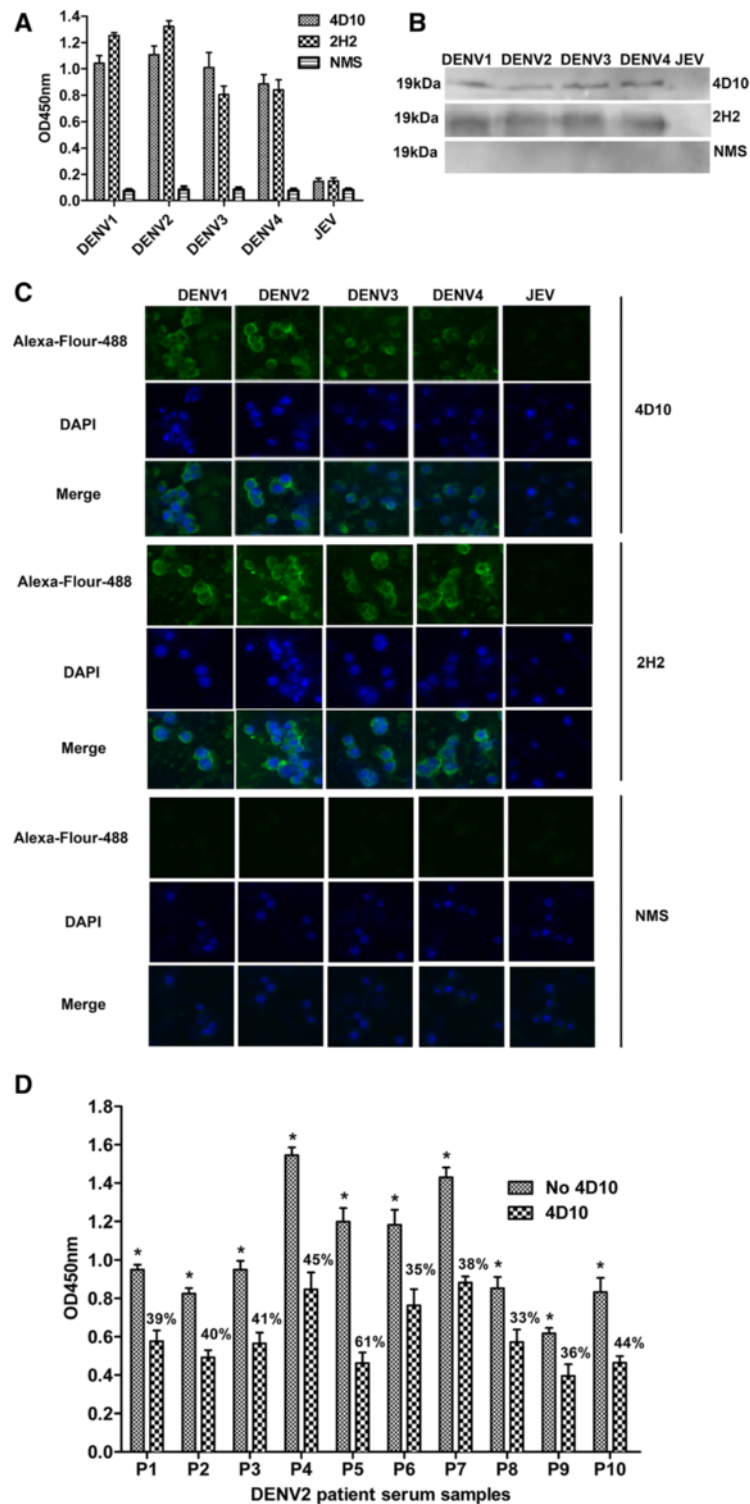 A
1.4
1.2
1.0
0.8
0.6
0.4
0.2
0.0
OD450nm
4D10
2H2
NMS
DENV1
DENV2
DENV3
DENV4
JEV
B
DENV1 DENV2 DENV3 DENV4 JEV
19kDa 4D10
19kDa 2H2
19kDa NMS
C
DENV1 DENV2 DENV3 DENV4 JEV
Alexa-Flour-488
DAPI
Merge
4D10
Alexa-Flour-488
DAPI
Merge
2H2
Alexa-Flour-488
DAPI
Merge
NMS
D
1.8
1.6
1.4
1.2
1.0
0.8
0.6
0.4
0.2
0.0
OD450nm
No 4D10
4D10
* 39%
* 40%
* 41%
* 45%
* 61%
* 35%
* 38%
* 33%
* 36%
* 44%
P1 P2 P3 P4 P5 P6 P7 P8 P9 P10
DENV2 patient serum samples